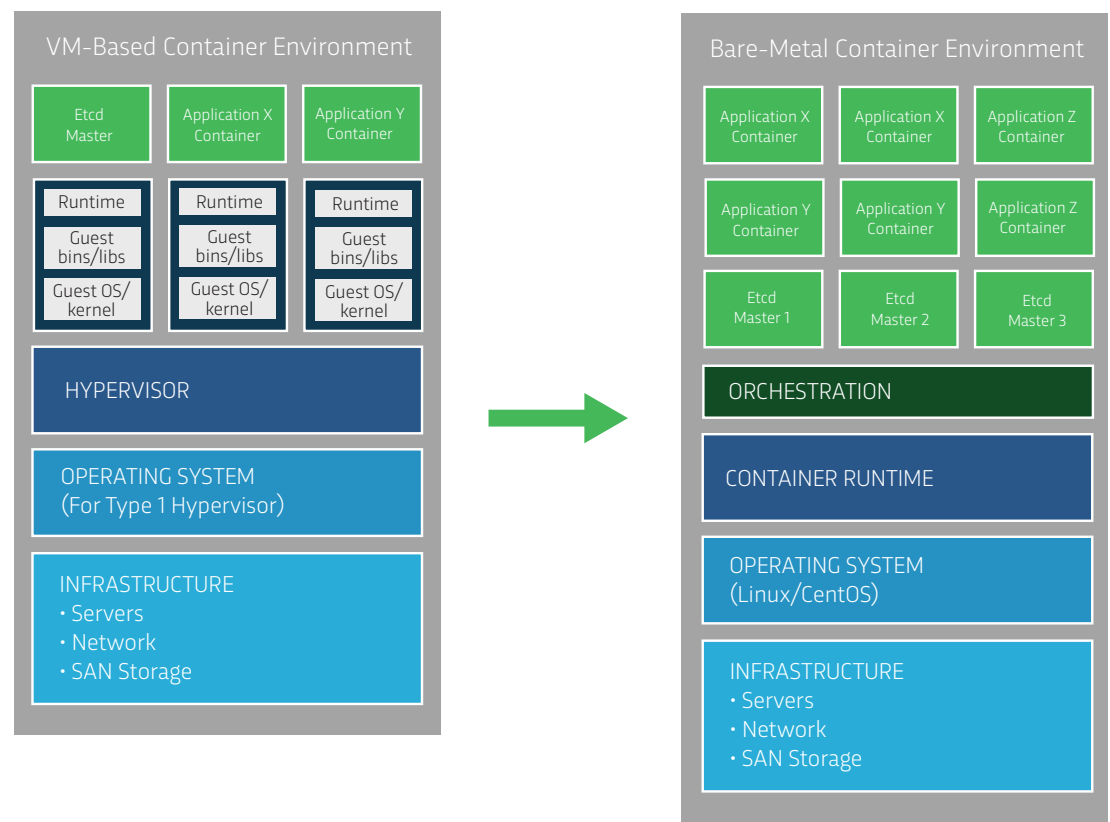 VM-Based Container Environment
Etcd
Master
Application X
Container
Application Y
Container
Runtime
Guest
bins/libs
Guest OS/
kernel
Runtime
Guest
bins/libs
Guest OS/
kernel
Runtime
Guest
bins/libs
Guest OS/
kernel
HYPERVISOR
OPERATING SYSTEM
(For Type 1 Hypervisor)
INFRASTRUCTURE
• Servers
• Network
• SAN Storage
Bare-Metal Container Environment
Application X
Container
Application X
Container
Application Z
Container
Application Y
Container
Application Y
Container
Application Z
Container
Etcd
Master 1
Etcd
Master 2
Etcd
Master 3
ORCHESTRATION
CONTAINER RUNTIME
OPERATING SYSTEM
(Linux/CentOS)
INFRASTRUCTURE
• Servers
• Network
• SAN Storage